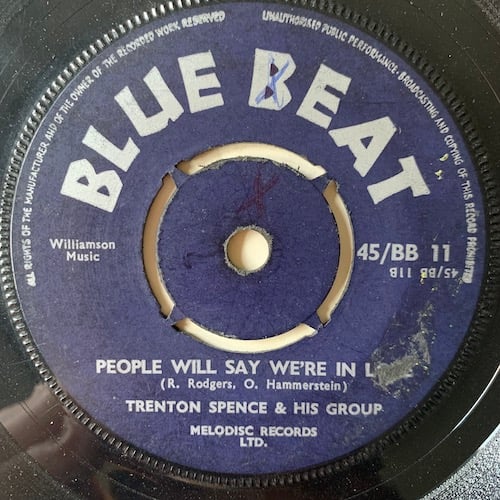 ALL RIGHTS OF THE MANUFACTURER AND OF THE OWNER OF THE RECORDED WORK RESERVED
UNAUTHORISED PUBLIC PERFORMANCE, BROADCASTING AND COPYING OF THIS RECORD PROHIBITED
BLUE BEAT
Williamson
Music
45/BB 11
45/BB 11B
PEOPLE WILL SAY WE'RE IN L
(R. Rodgers, O. Hammerstein)
TRENTON SPENCE & HIS GROUP
MELODISC RECORDS
LTD.